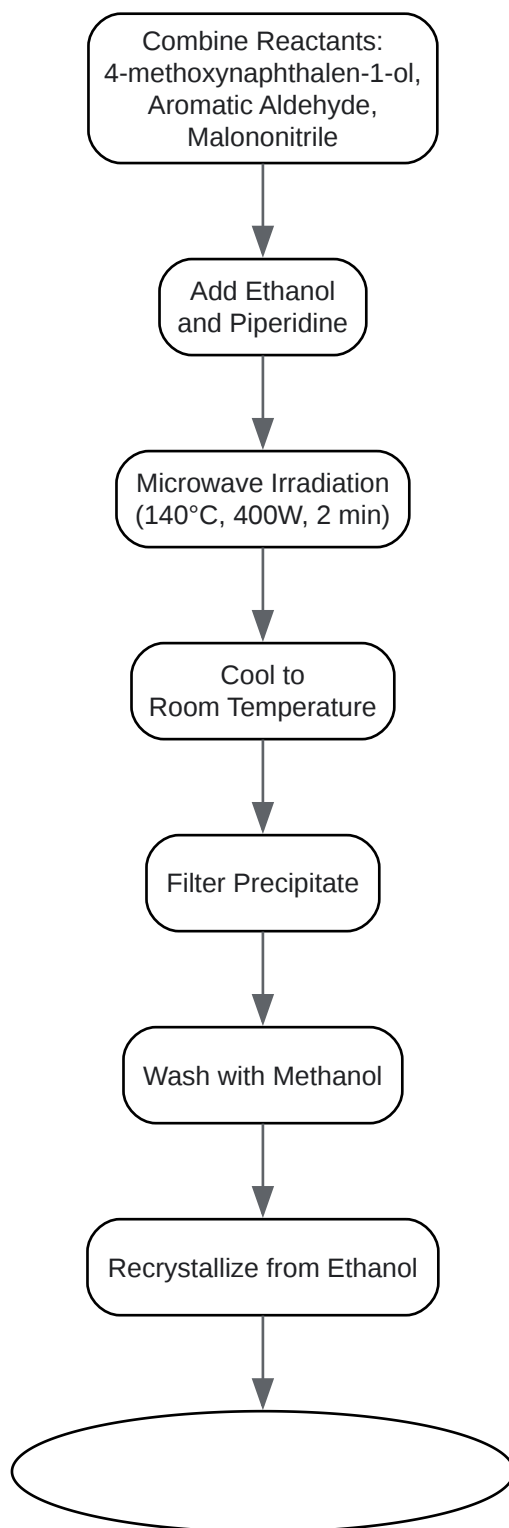 Combine Reactants:
4-methoxynaphthalen-1-ol,
Aromatic Aldehyde,
Malononitrile
Add Ethanol
and Piperidine
Microwave Irradiation
(140°C, 400W, 2 min)
Cool to
Room Temperature
Filter Precipitate
Wash with Methanol
Recrystallize from Ethanol